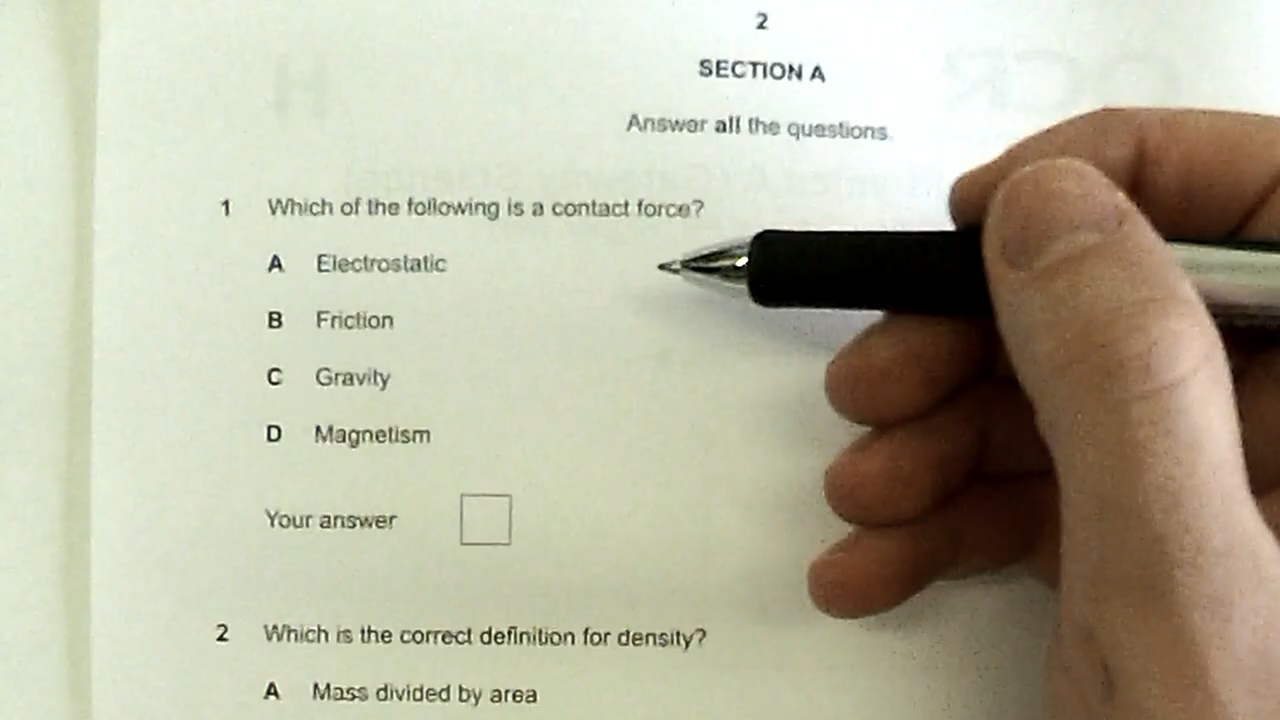 2
SECTION A
Answer all the questions.
1 Which of the following is a contact force?
A Electrostatic
B Friction
C Gravity
D Magnetism
Your answer
2 Which is the correct definition for density?
A Mass divided by area